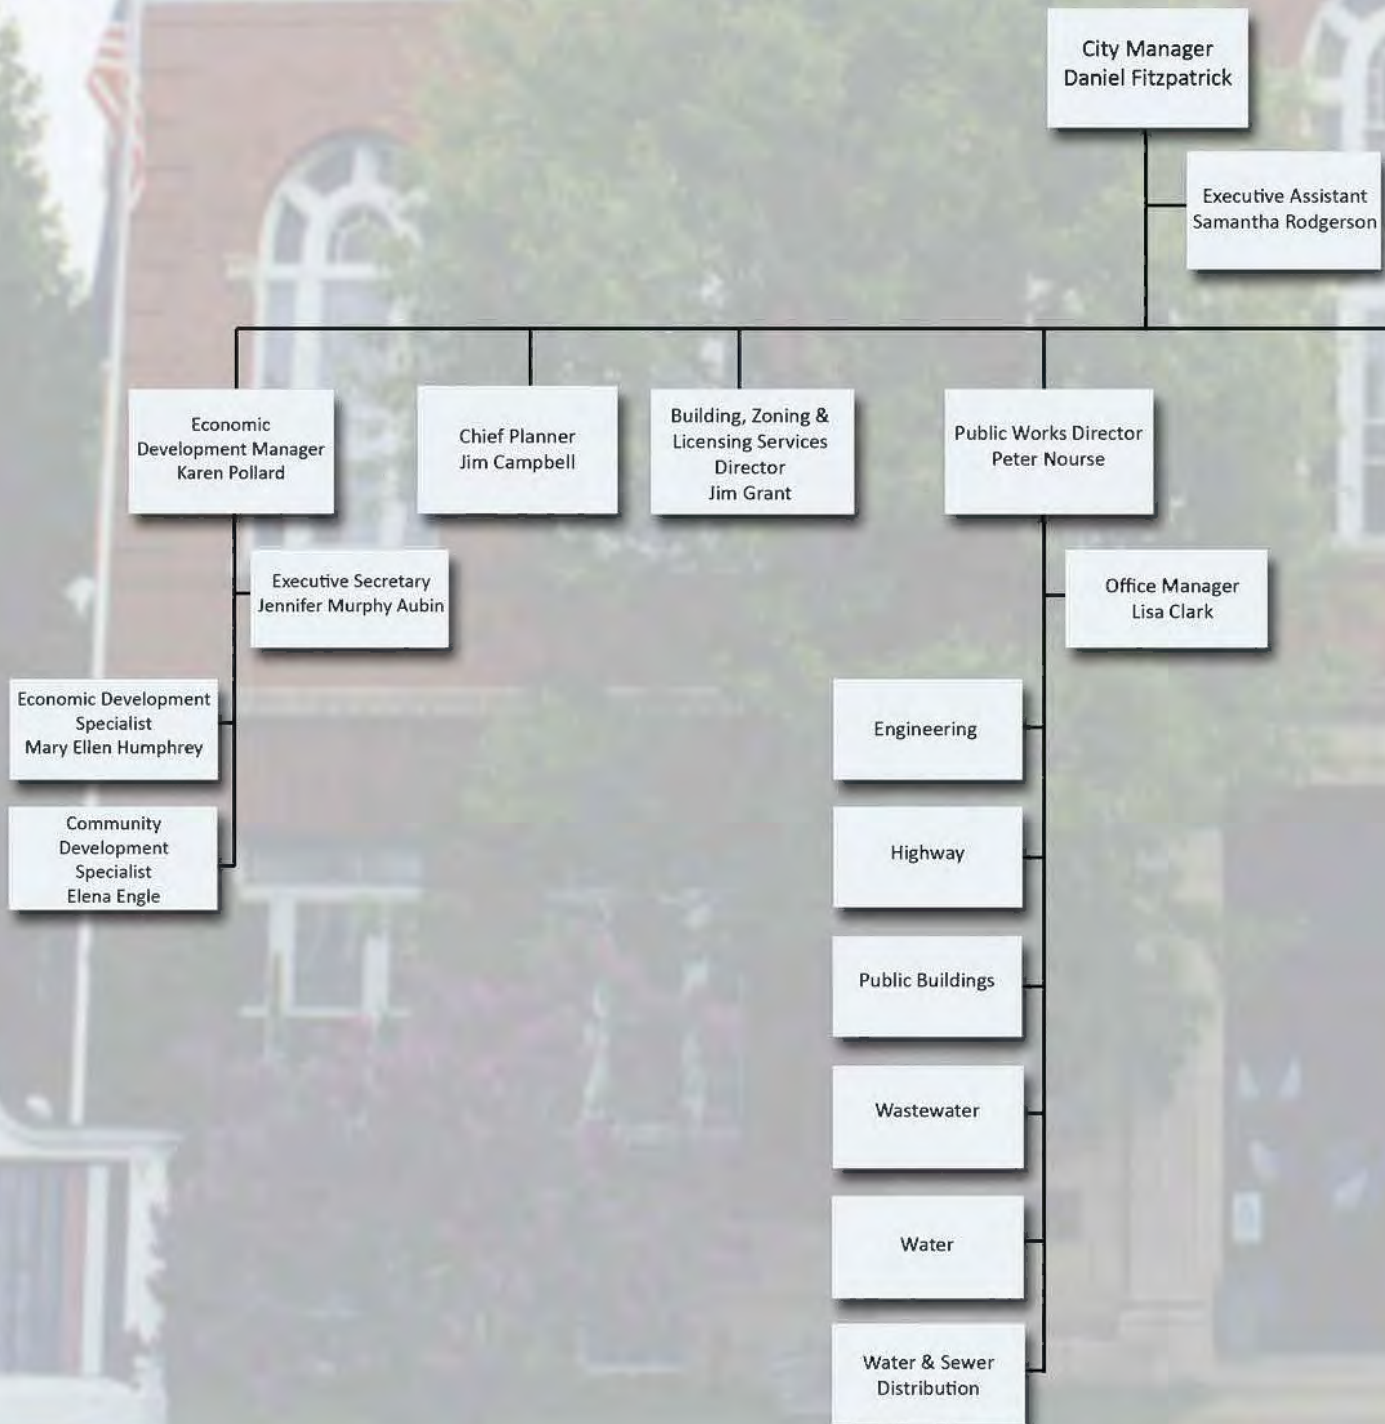 City Manager
Daniel Fitzpatrick
Executive Assistant
Samantha Rodgerson
Economic
Development Manager
Karen Pollard
Chief Planner
Jim Campbell
Building, Zoning &
Licensing Services
Director
Jim Grant
Public Works Director
Peter Nourse
Executive Secretary
Jennifer Murphy Aubin
Office Manager
Lisa Clark
Economic Development
Specialist
Mary Ellen Humphrey
Community
Development
Specialist
Elena Engle
Engineering
Highway
Public Buildings
Wastewater
Water
Water & Sewer
Distribution